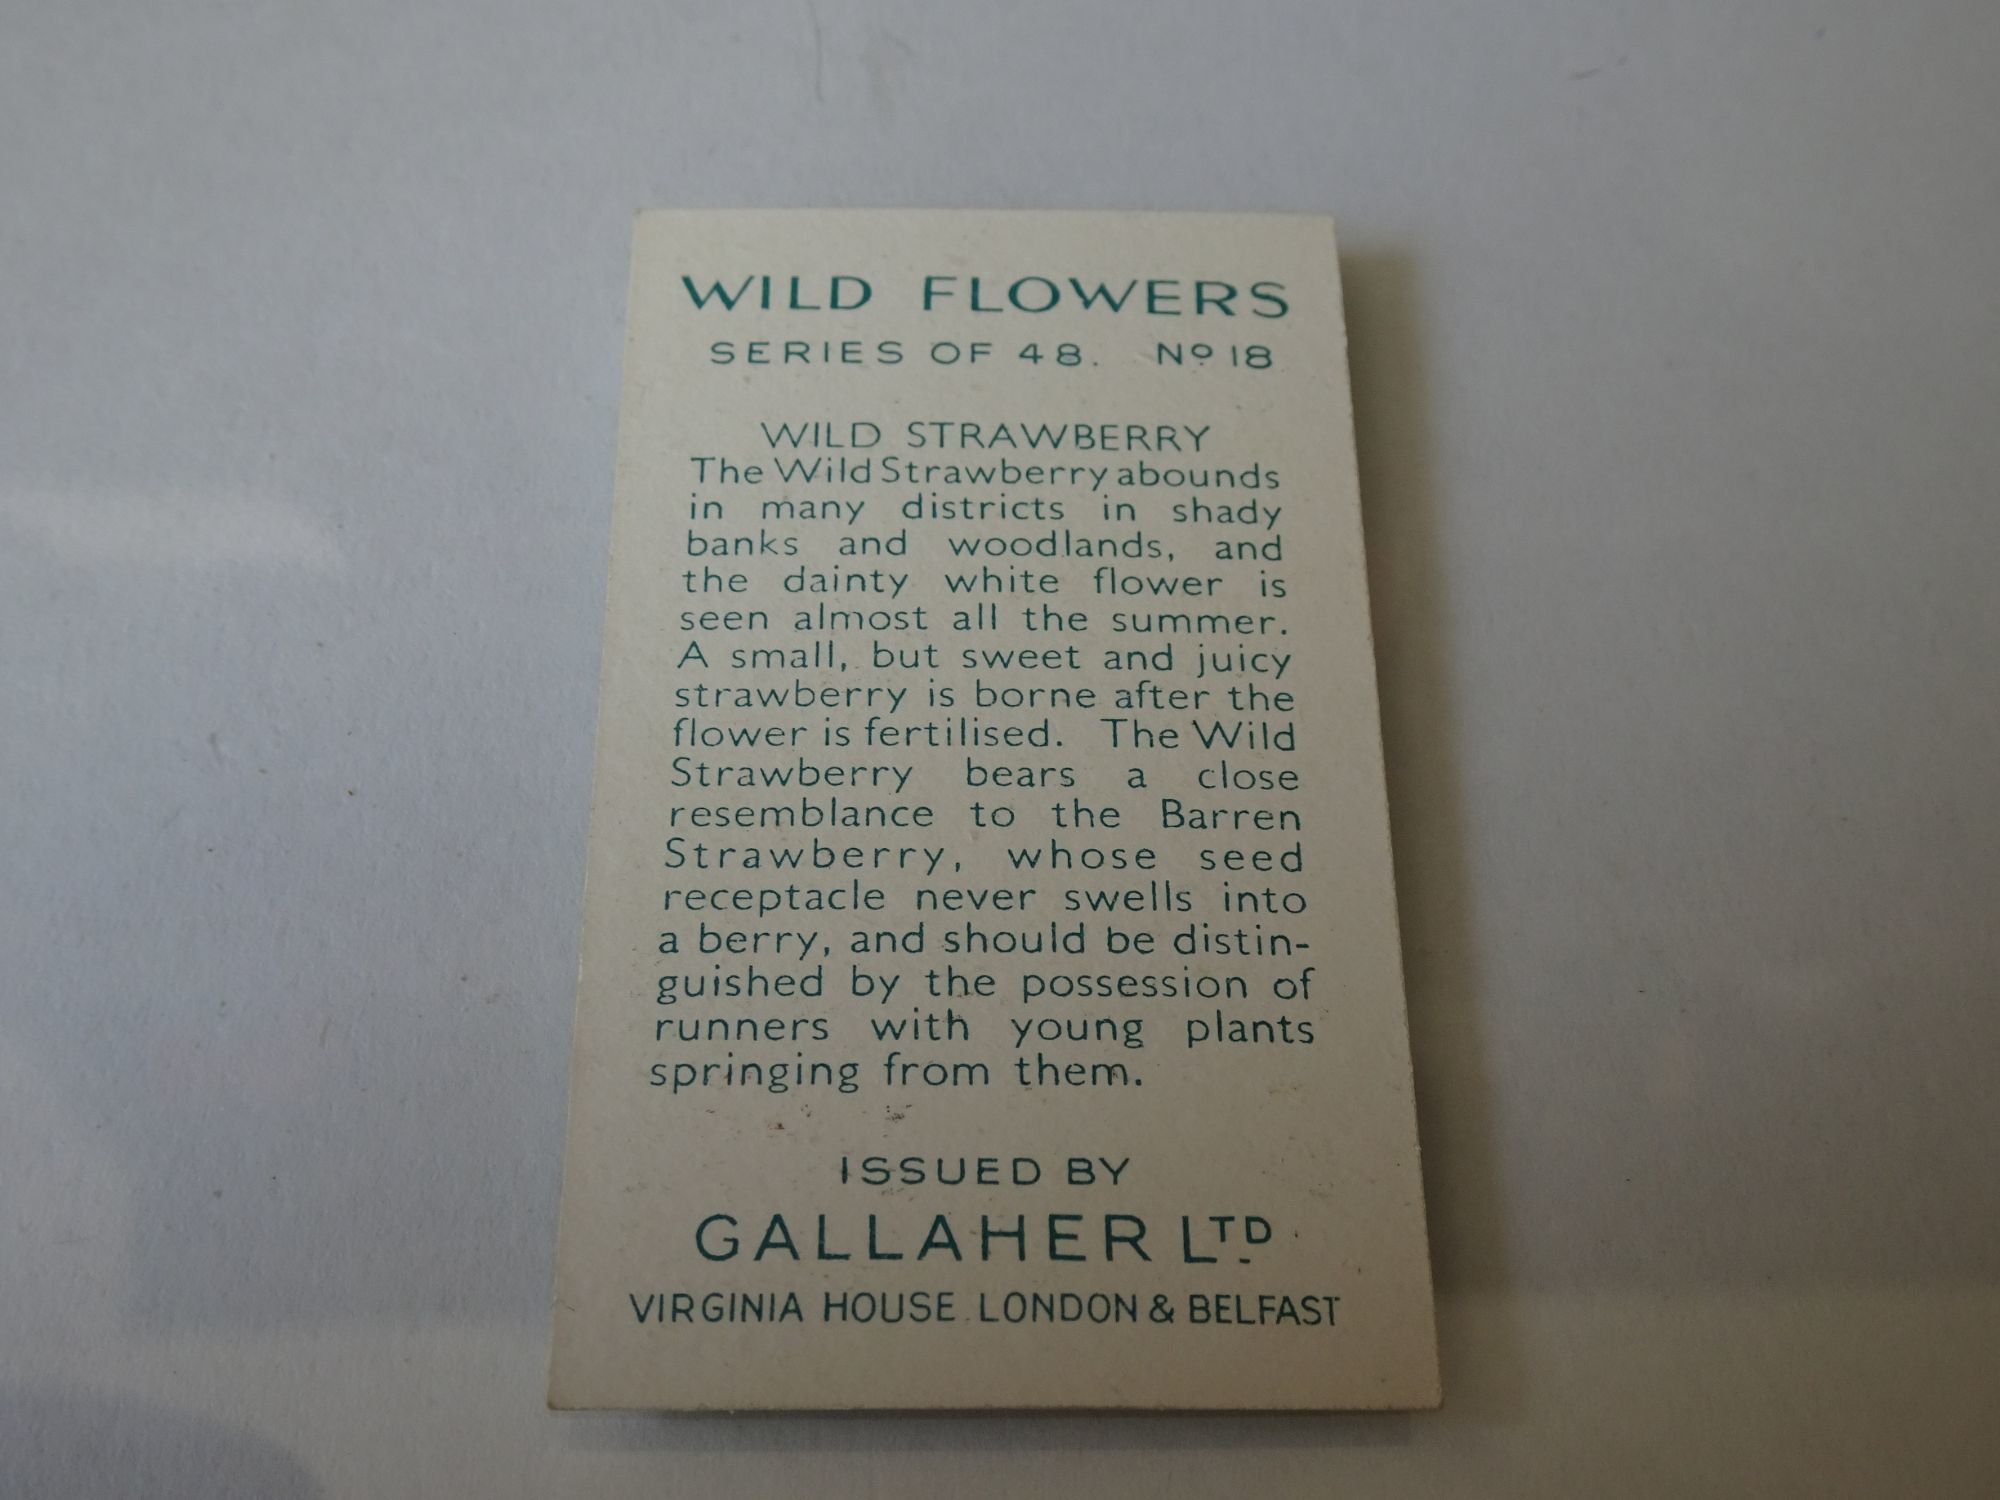 WILD FLOWERS
SERIES OF 48. Nº 18
WILD STRAWBERRY
The Wild Strawberry abounds
in many districts in shady
banks and woodlands, and
the dainty white flower is
seen almost all the summer.
A small, but sweet and juicy
strawberry is borne after the
flower is fertilised. The Wild
Strawberry bears a close
resemblance to the Barren
Strawberry, whose seed
receptacle never swells into
a berry, and should be distin-
guished by the possession of
runners with young plants
springing from them.
ISSUED BY
GALLAHER LTD
VIRGINIA HOUSE LONDON & BELFAST